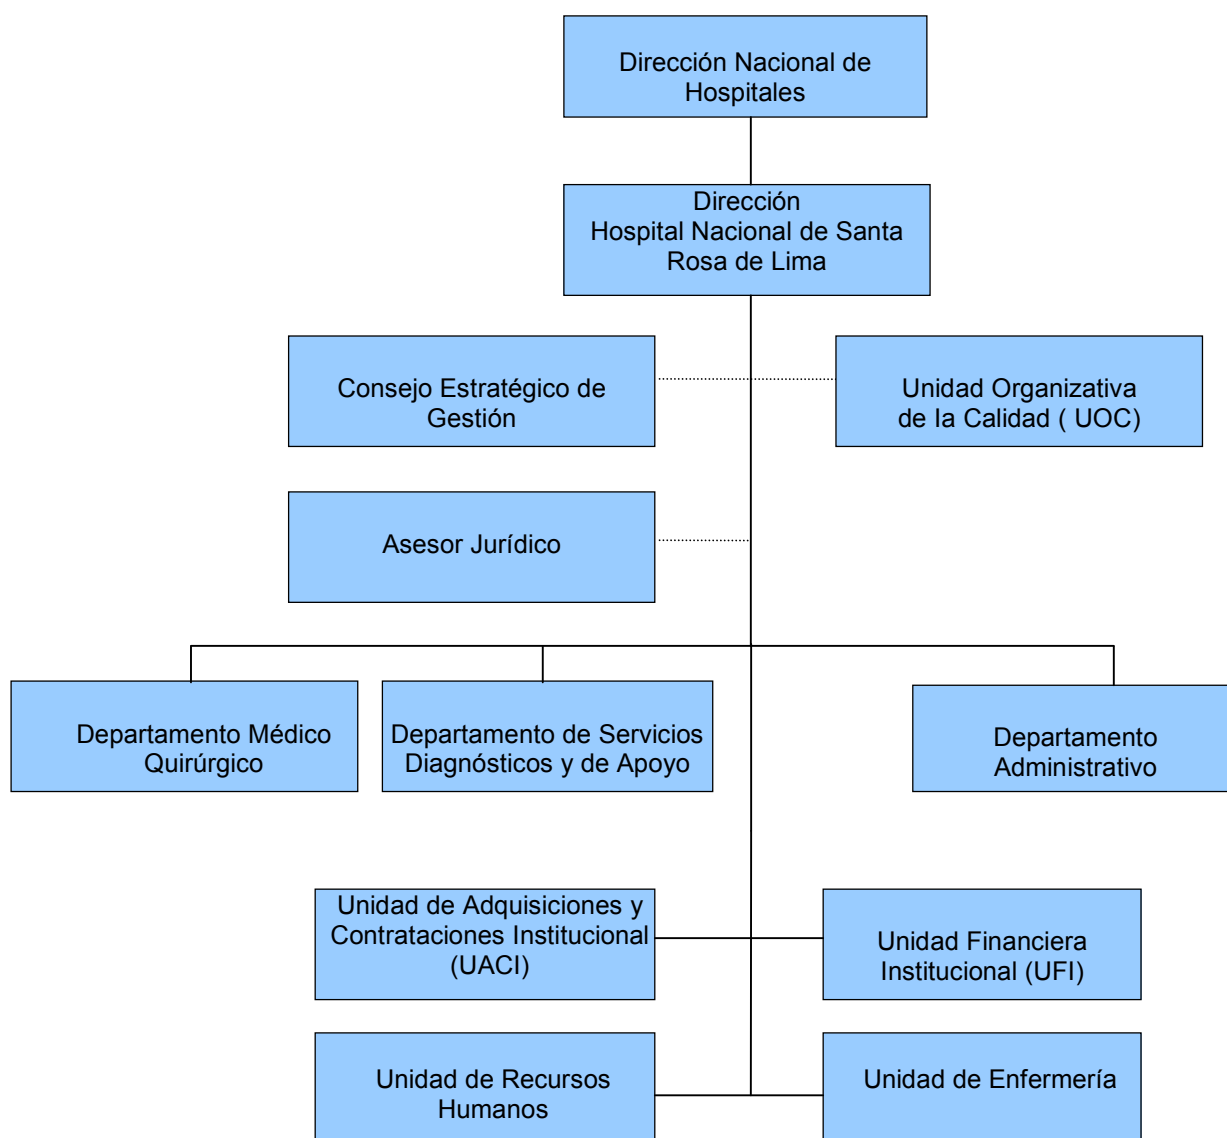 Dirección Nacional de
Hospitales
Dirección
Hospital Nacional de Santa
Rosa de Lima
Consejo Estratégico de
Gestión
Unidad Organizativa
de la Calidad ( UOC)
Asesor Jurídico
Departamento Médico
Quirúrgico
Departamento de Servicios
Diagnósticos y de Apoyo
Departamento
Administrativo
Unidad de Adquisiciones y
Contrataciones Institucional
(UACI)
Unidad Financiera
Institucional (UFI)
Unidad de Recursos
Humanos
Unidad de Enfermería